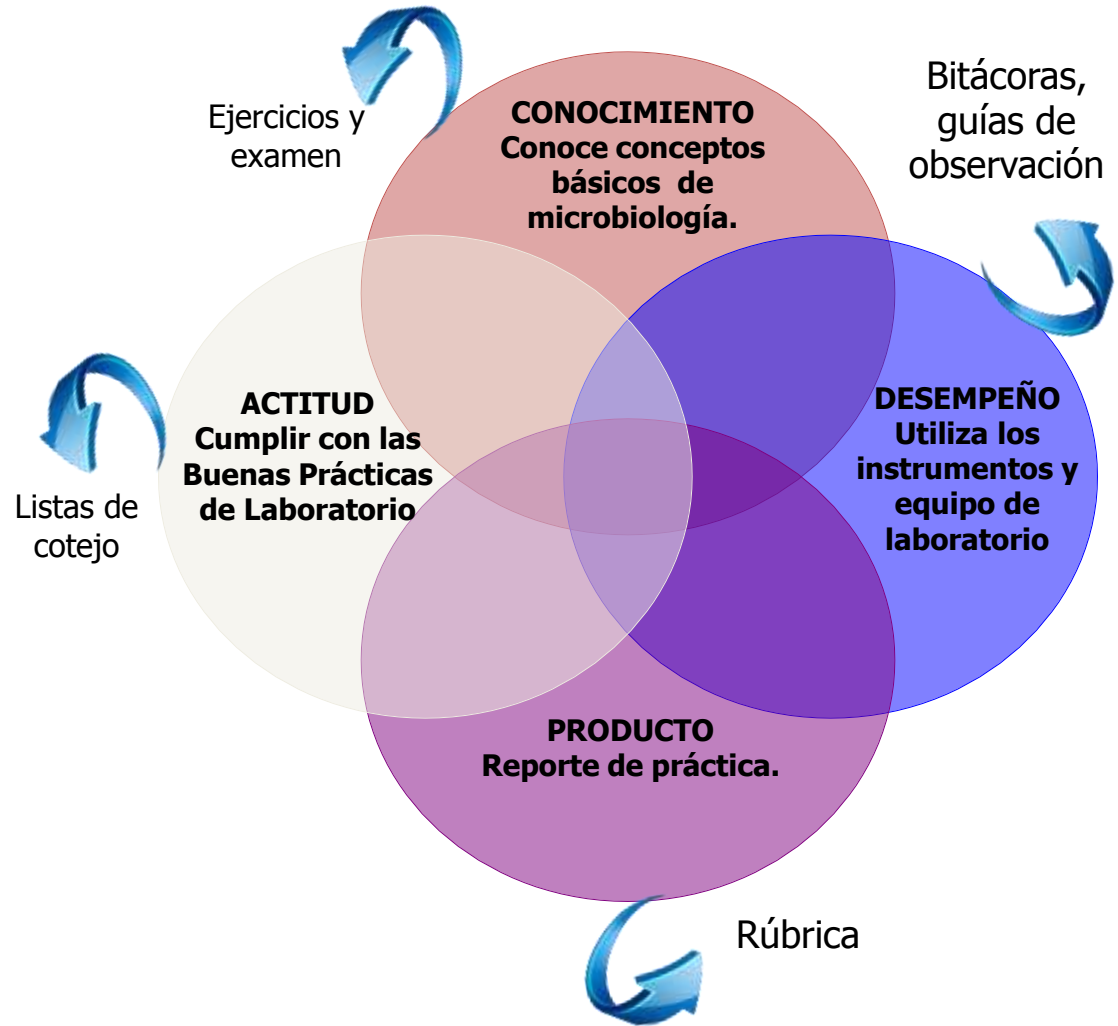 Ejercicios y
examen
CONOCIMIENTO
Conoce conceptos
básicos de
microbiología.
Bitácoras,
guías de
observación
ACTITUD
Cumplir con las
Buenas Prácticas
de Laboratorio
DESEMPEÑO
Utiliza los
instrumentos y
equipo de
laboratorio
Listas de
cotejo
PRODUCTO
Reporte de práctica.
Rúbrica